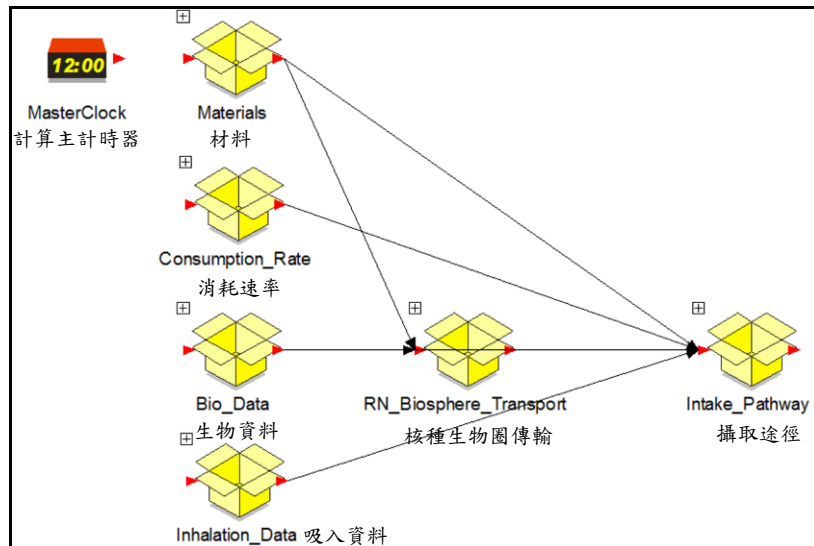 12:00
MasterClock
計算主計時器
Materials
材料
Consumption_Rate
消耗速率
Bio_Data
生物資料
RN_Biosphere_Transport
核種生物圈傳輸
Intake_Pathway
攝取途徑
Inhalation_Data 吸入資料